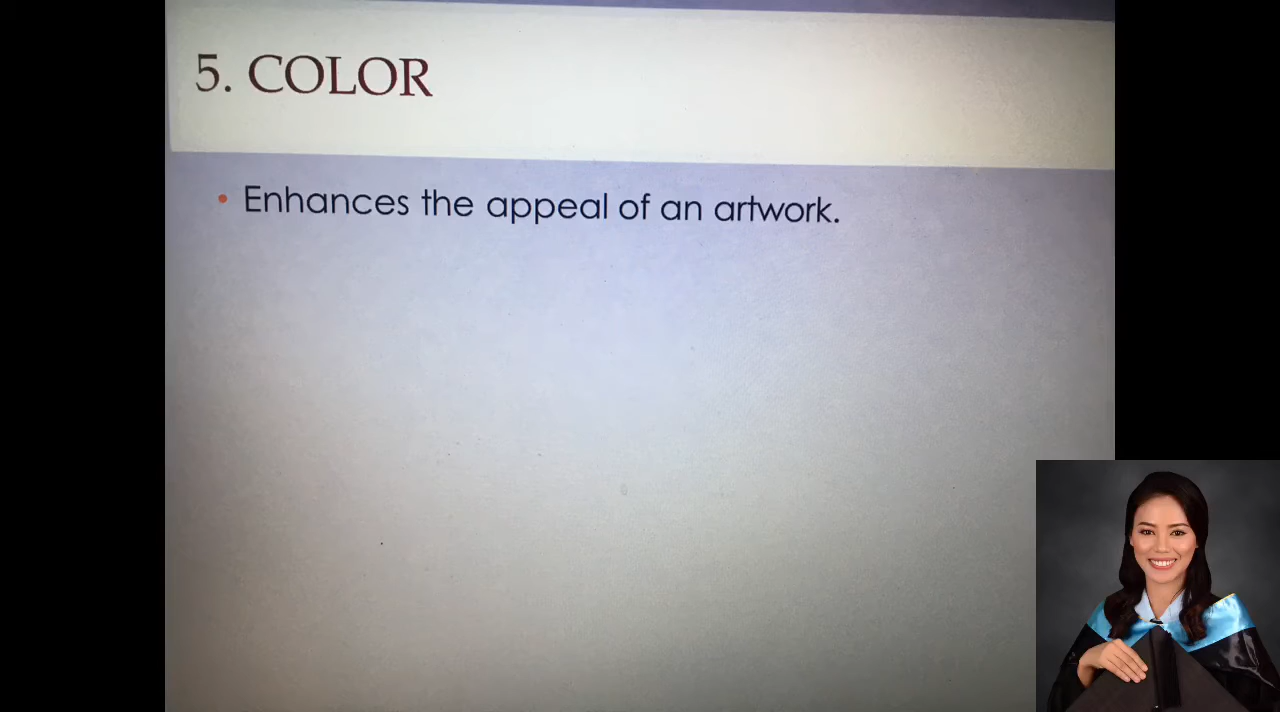 5. COLOR
• Enhances the appeal of an artwork.